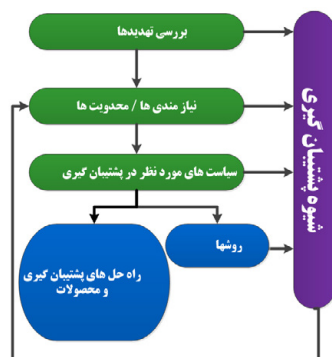 بررسی تهدیدها
نیاز مندی ها / محدویت ها
سیاست های مورد نظر در پشتیبان گیری
روشها
راه حل های پشتیبان گیری
و محصولات
شیوه پشتیبان گیری